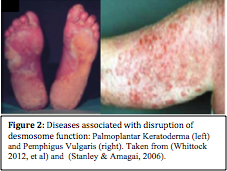 Figure 2: Diseases associated with disruption of
desmosome function: Palmoplantar Keratoderma (left)
and Pemphigus Vulgaris (right). Taken from (Whittock
2012, et al) and  (Stanley & Amagai, 2006).